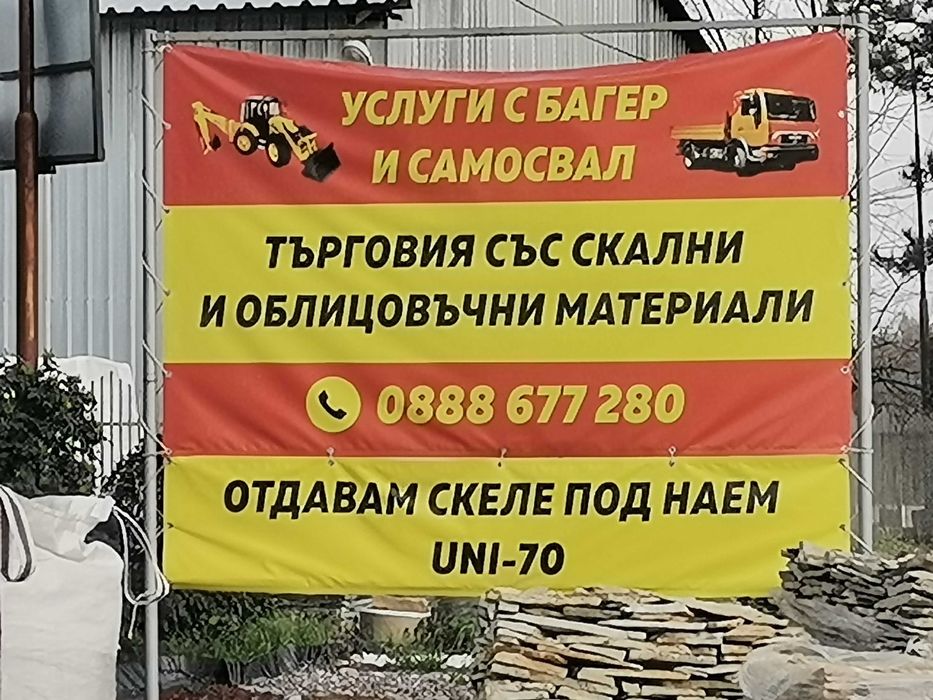 УСЛУГИ С БАГЕР
И САМОСВАЛ
ТЪРГОВИЯ СЪС СКАЛНИ
И ОБЛИЦОВЪЧНИ МАТЕРИАЛИ
0888 677 280
ОТДАВАМ СКЕЛЕ ПОД НАЕМ
UNI-70